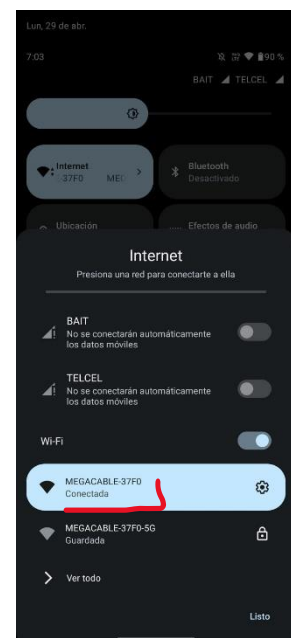 Lun, 29 de abr.
7:03
90 %
BAIT TELCEL
Internet
-37F0 MEG
Bluetooth
Desactivado
Ubicación
Efectos de audio
Internet
Presiona una red para conectarte a ella
BAIT
No se conectarán automáticamente
los datos móviles
TELCEL
No se conectarán automáticamente
los datos móviles
Wi-Fi
MEGACABLE-37F0
Conectada
MEGACABLE-37F0-5G
Guardada
Ver todo
Listo